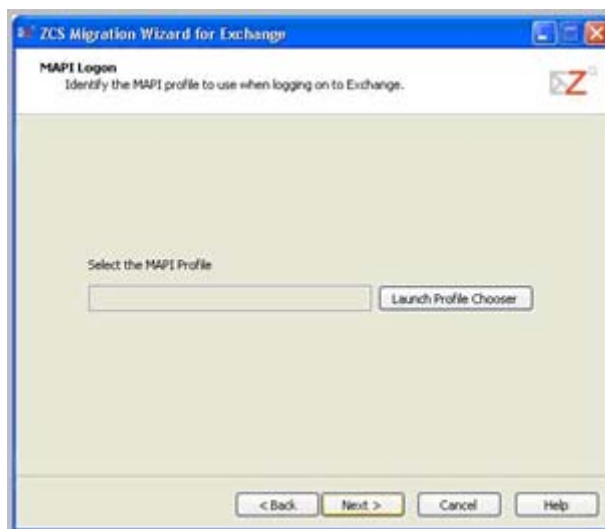 ZCS Migration Wizard for Exchange
MAPI Logon
Identify the MAPI profile to use when logging on to Exchange.
Z
Select the MAPI Profile
Launch Profile Chooser
< Back
Next >
Cancel
Help